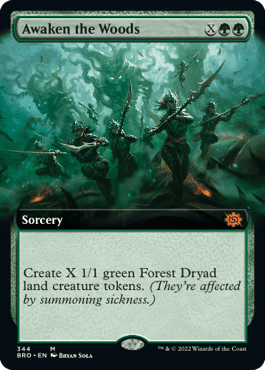 Awaken the Woods XGG
Sorcery
Create X 1/1 green Forest Dryad
land creature tokens. (They're affected
by summoning sickness.)
344 M
BRO • EN Bryan Sola ™ & © 2022 Wizards of the Coast